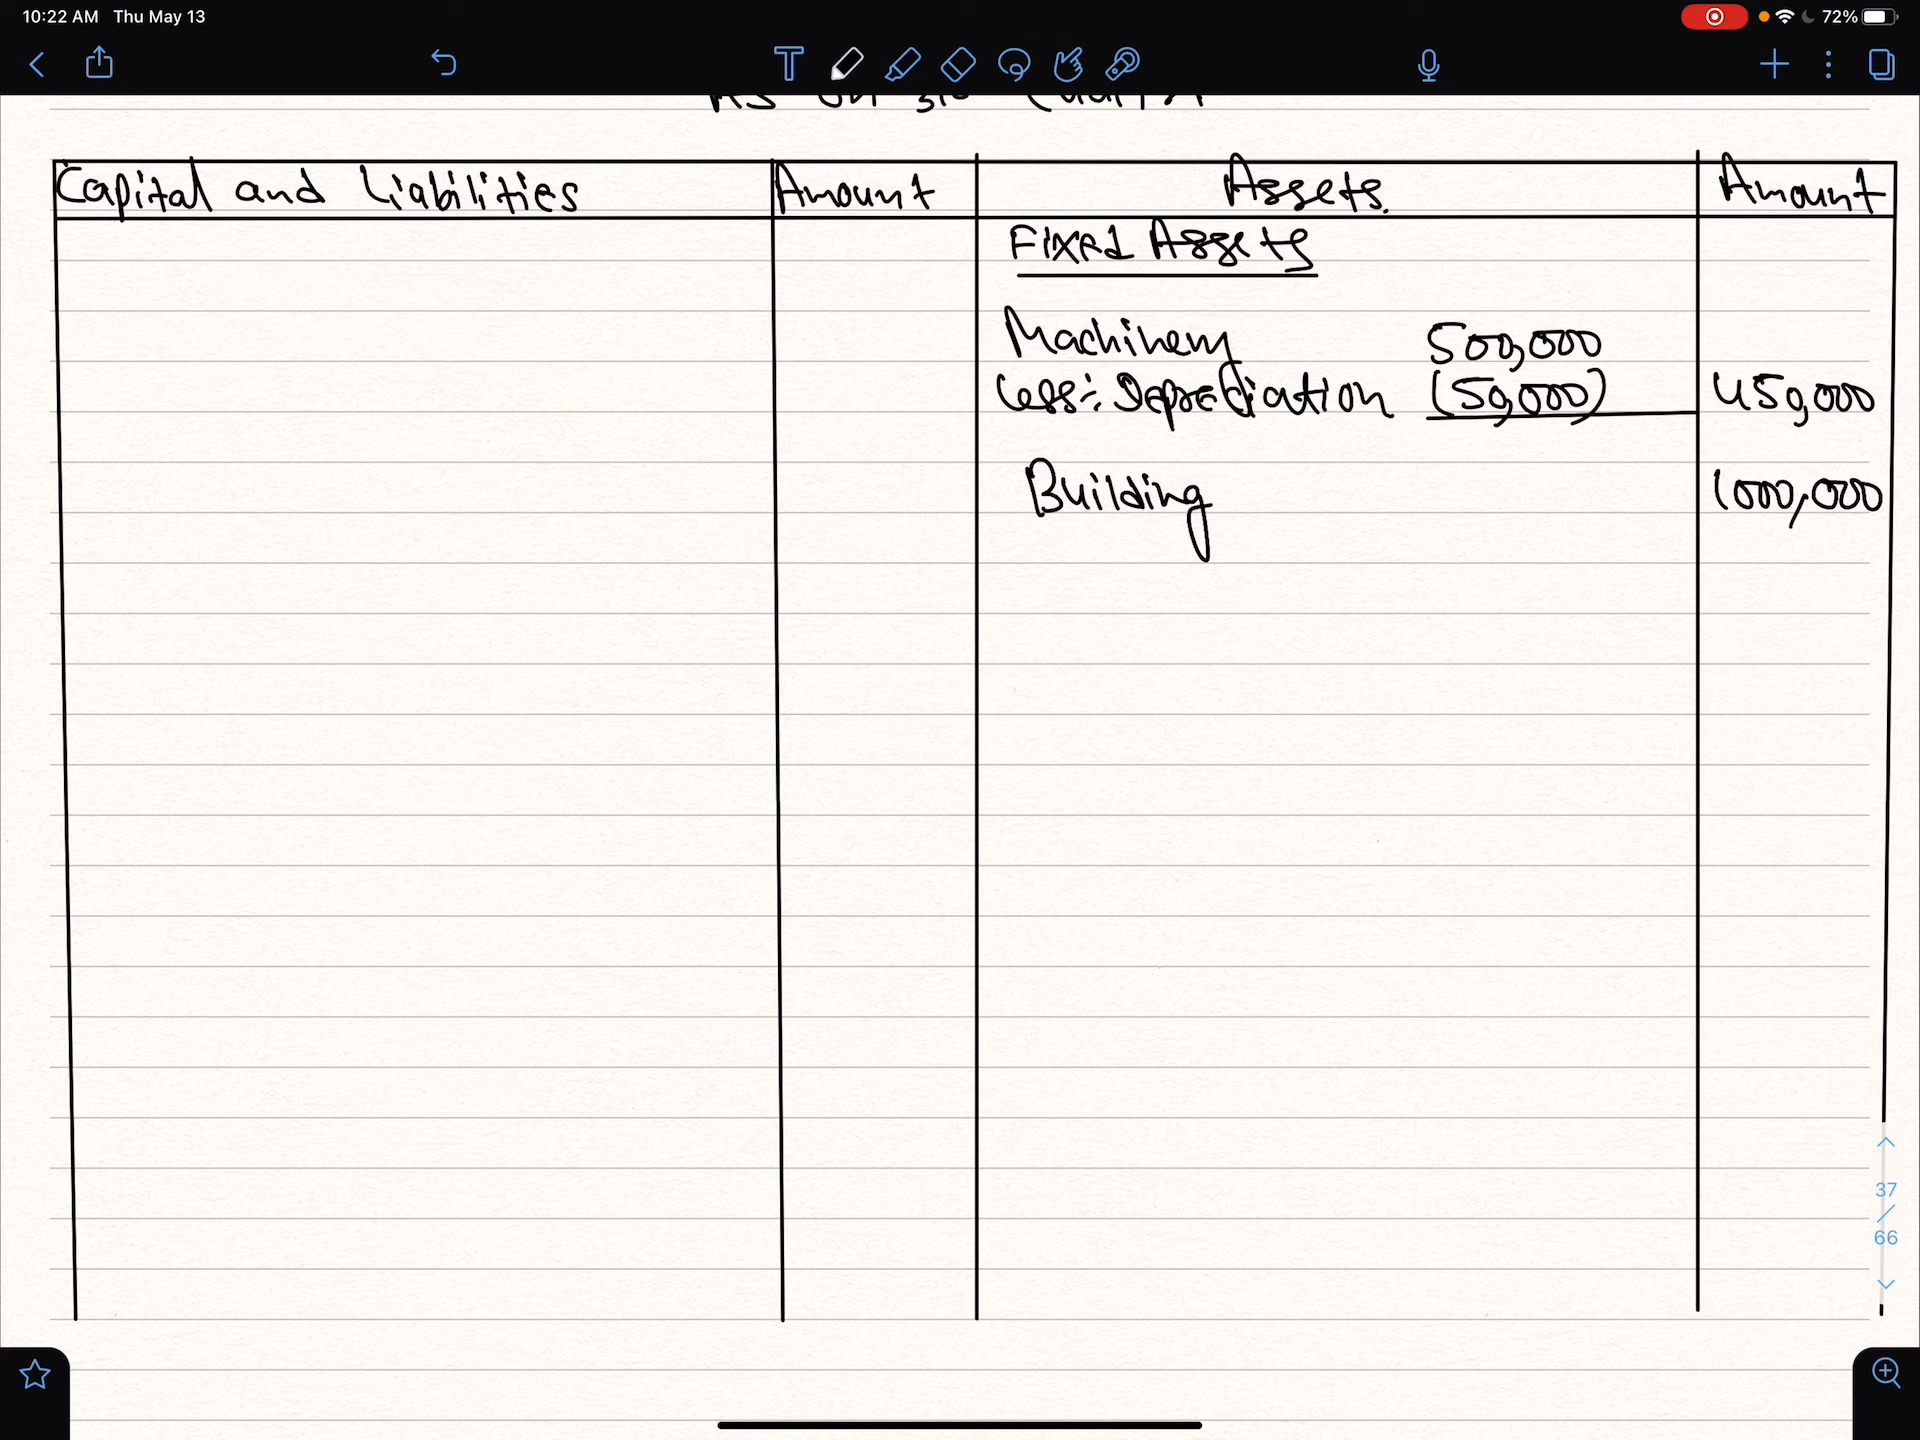 10:22 AM Thu May 13
72%
Capital and Liabilities Amount Assets. Amount
Fixed Assets
Machinery 500,000
Less:- Depreciation (50,000) 450,000
Building 1000,000
37
/
66